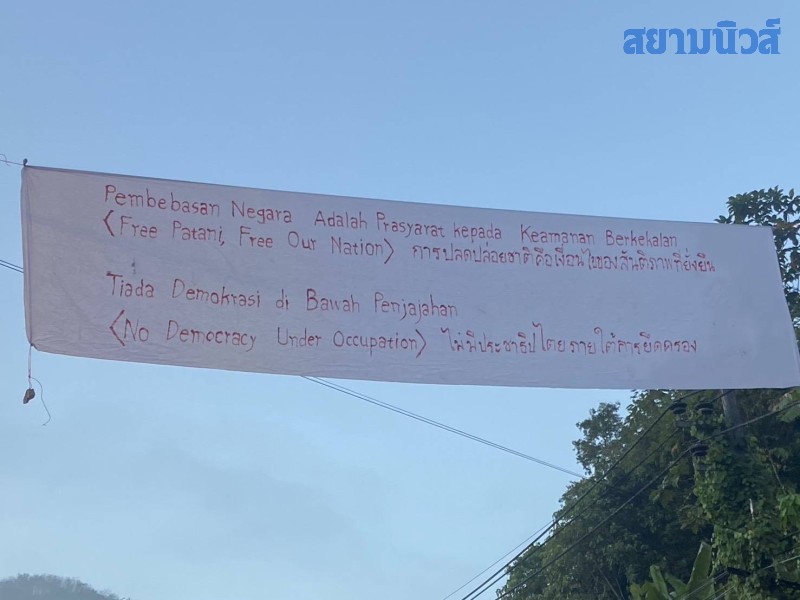 สยามนิวส์
Pembebasan Negara Adalah Prasyarat kepada Keamanan Berkekalan
<Free Patani, Free Our Nation> การปลดปล่อยชาติคือเงื่อนไขของสันติภาพที่ยั่งยืน
Tiada Demokrasi di Bawah Penjajahan
<No Democracy Under Occupation> ไม่มีประชาธิปไตยภายใต้การยึดครอง